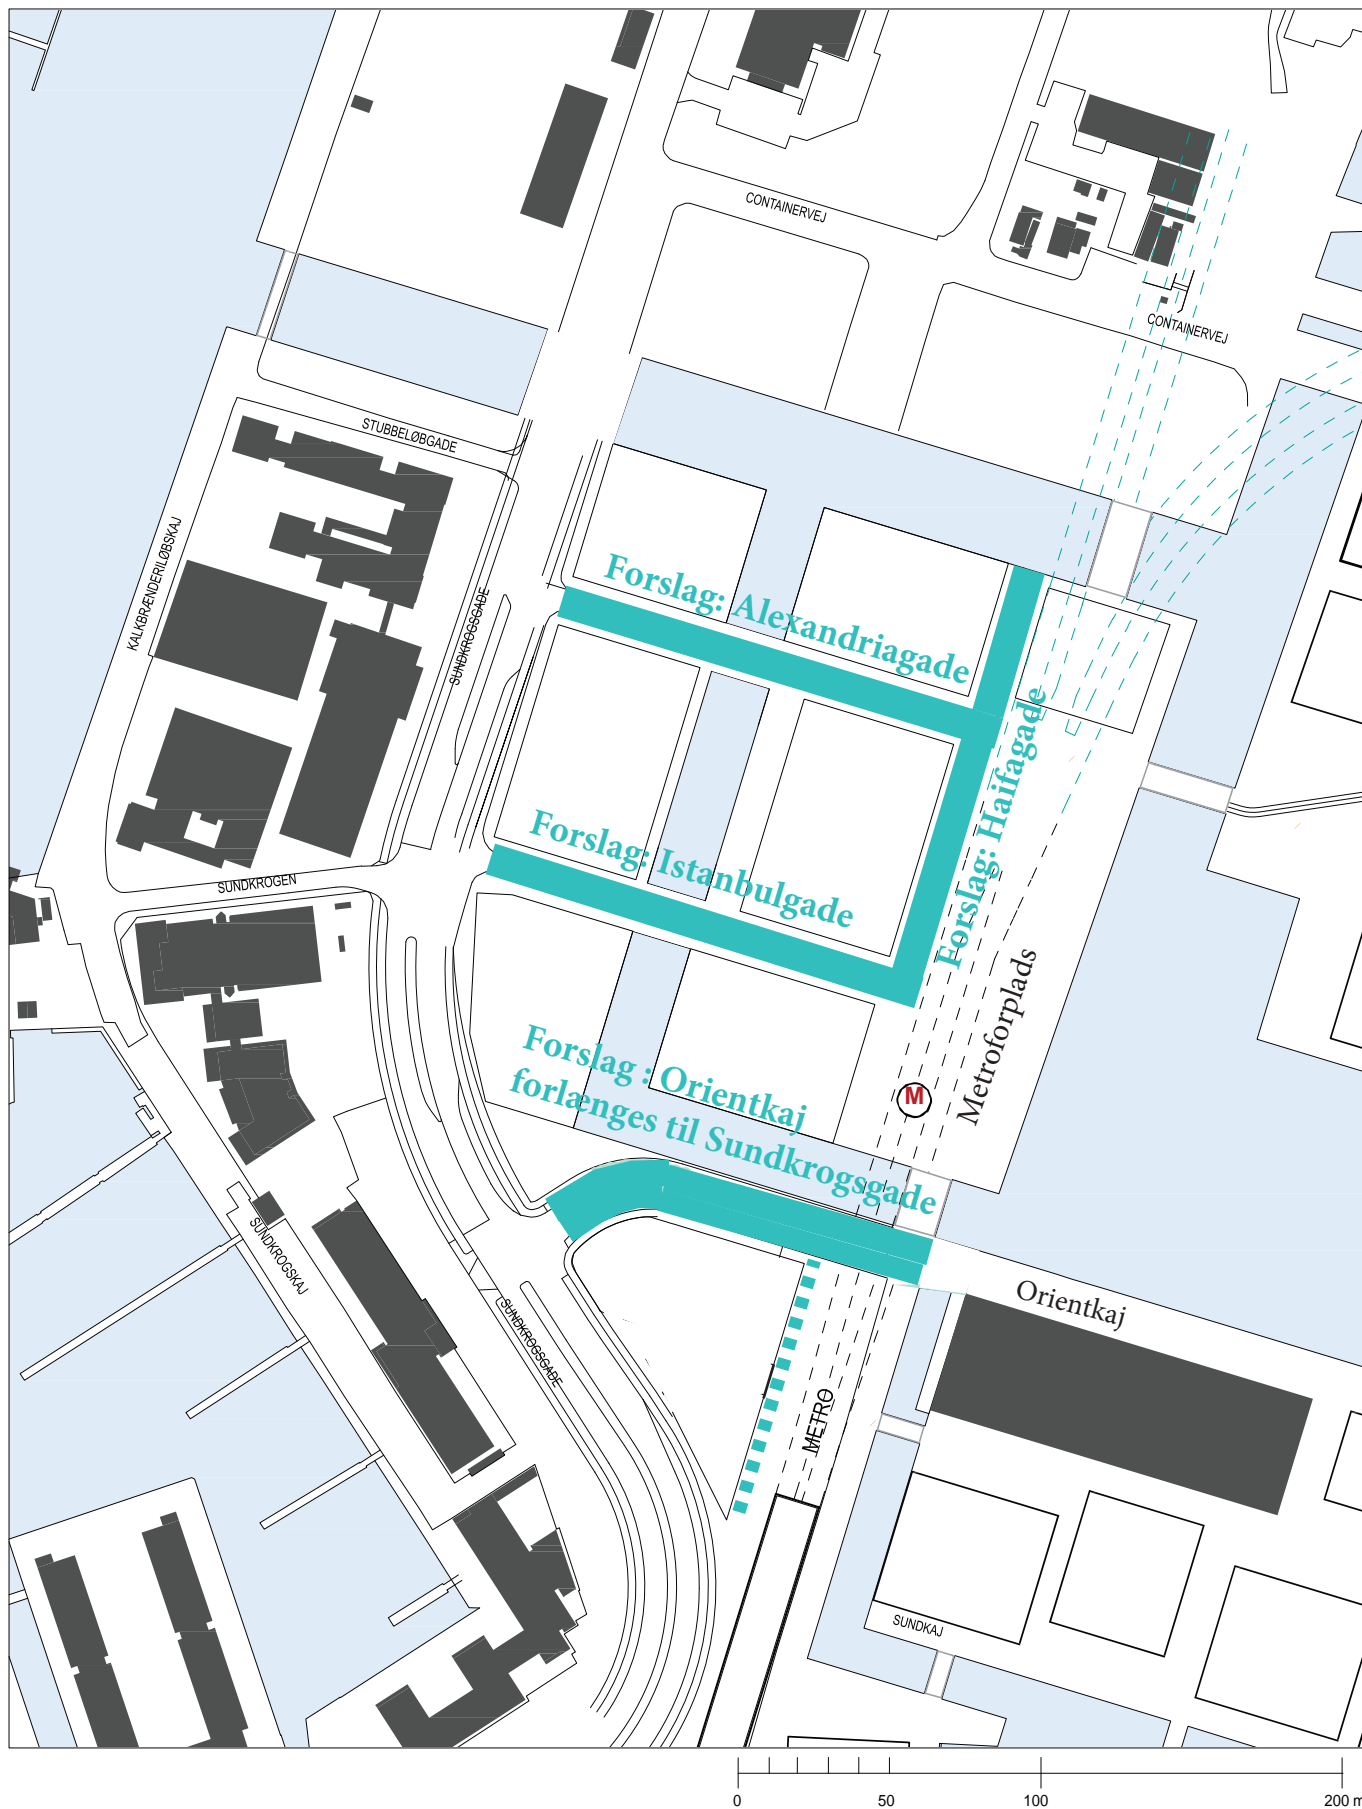 CONTAINERVEJ
CONTAINERVEJ
STUBBELØBGADE
KALKBRÆNDERILØBSKAJ
SUNDKROGSGADE
Forslag: Alexandriagade
Forslag: Haifagade
Forslag: Istanbulgade
SUNDKROGEN
Metroforplads
Forslag : Orientkaj
forlænges til Sundkrogsgade
M
SUNDKROGSKAJ
SUNDKROGSGADE
Orientkaj
METRO
SUNDKAJ
0 50 100 200 m